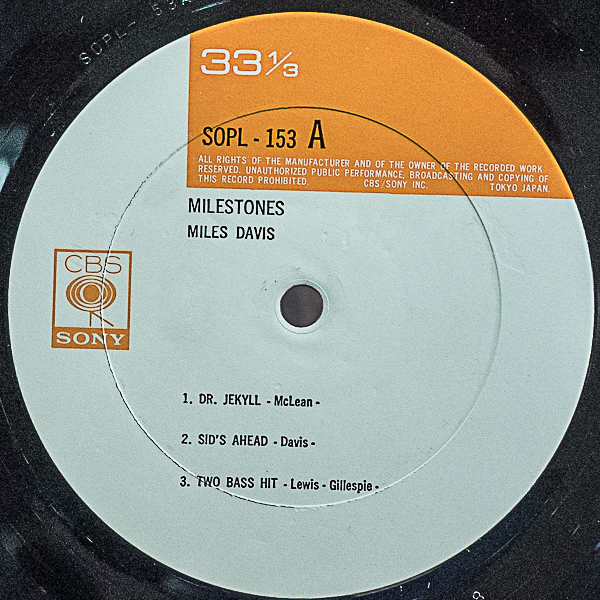 SOPL-153A
33⅓
SOPL - 153 A
ALL RIGHTS OF THE MANUFACTURER AND OF THE OWNER OF THE RECORDED WORK
RESERVED. UNAUTHORIZED PUBLIC PERFORMANCE, BROADCASTING AND COPYING OF
THIS RECORD PROHIBITED. CBS/SONY INC. TOKYO JAPAN.
MILESTONES
MILES DAVIS
CBS
SONY
1. DR. JEKYLL - McLean -
2. SID'S AHEAD - Davis -
3. TWO BASS HIT - Lewis - Gillespie -